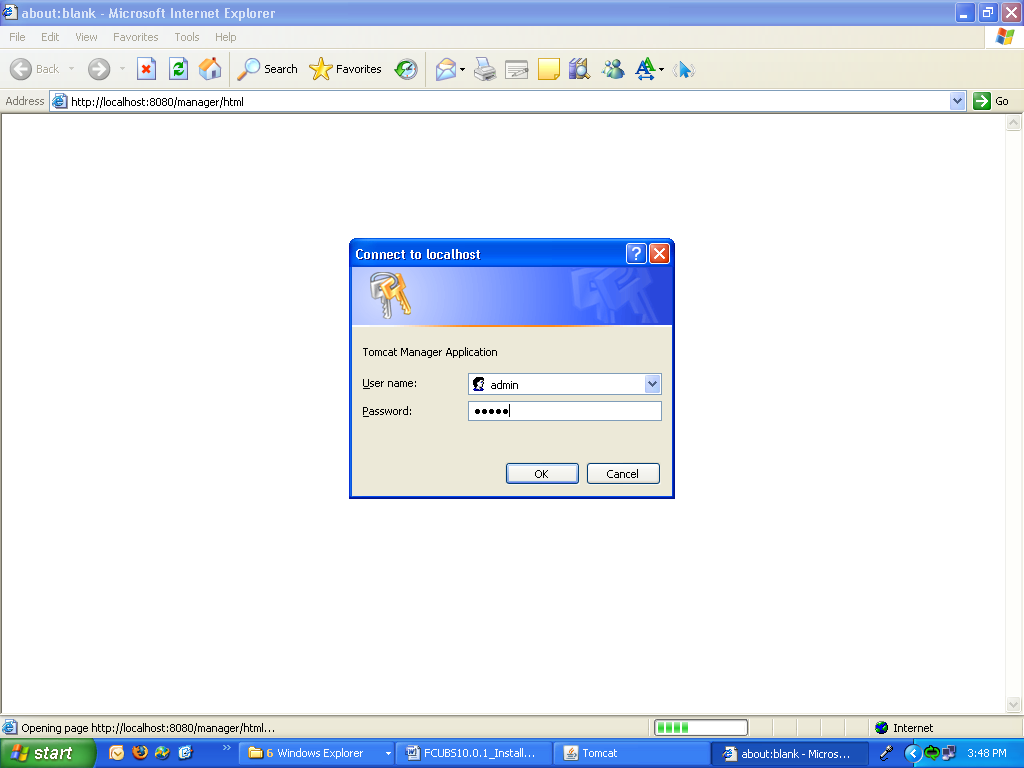 about:blank - Microsoft Internet Explorer
File Edit View Favorites Tools Help
Back Search Favorites
Address http://localhost:8080/manager/html Go
Connect to localhost
Tomcat Manager Application
User name: admin
Password: ●●●●●
OK Cancel
Opening page http://localhost:8080/manager/html... Internet
start 6 Windows Explorer FCUBS10.0.1_Install... Tomcat about:blank - Micros... 3:48 PM